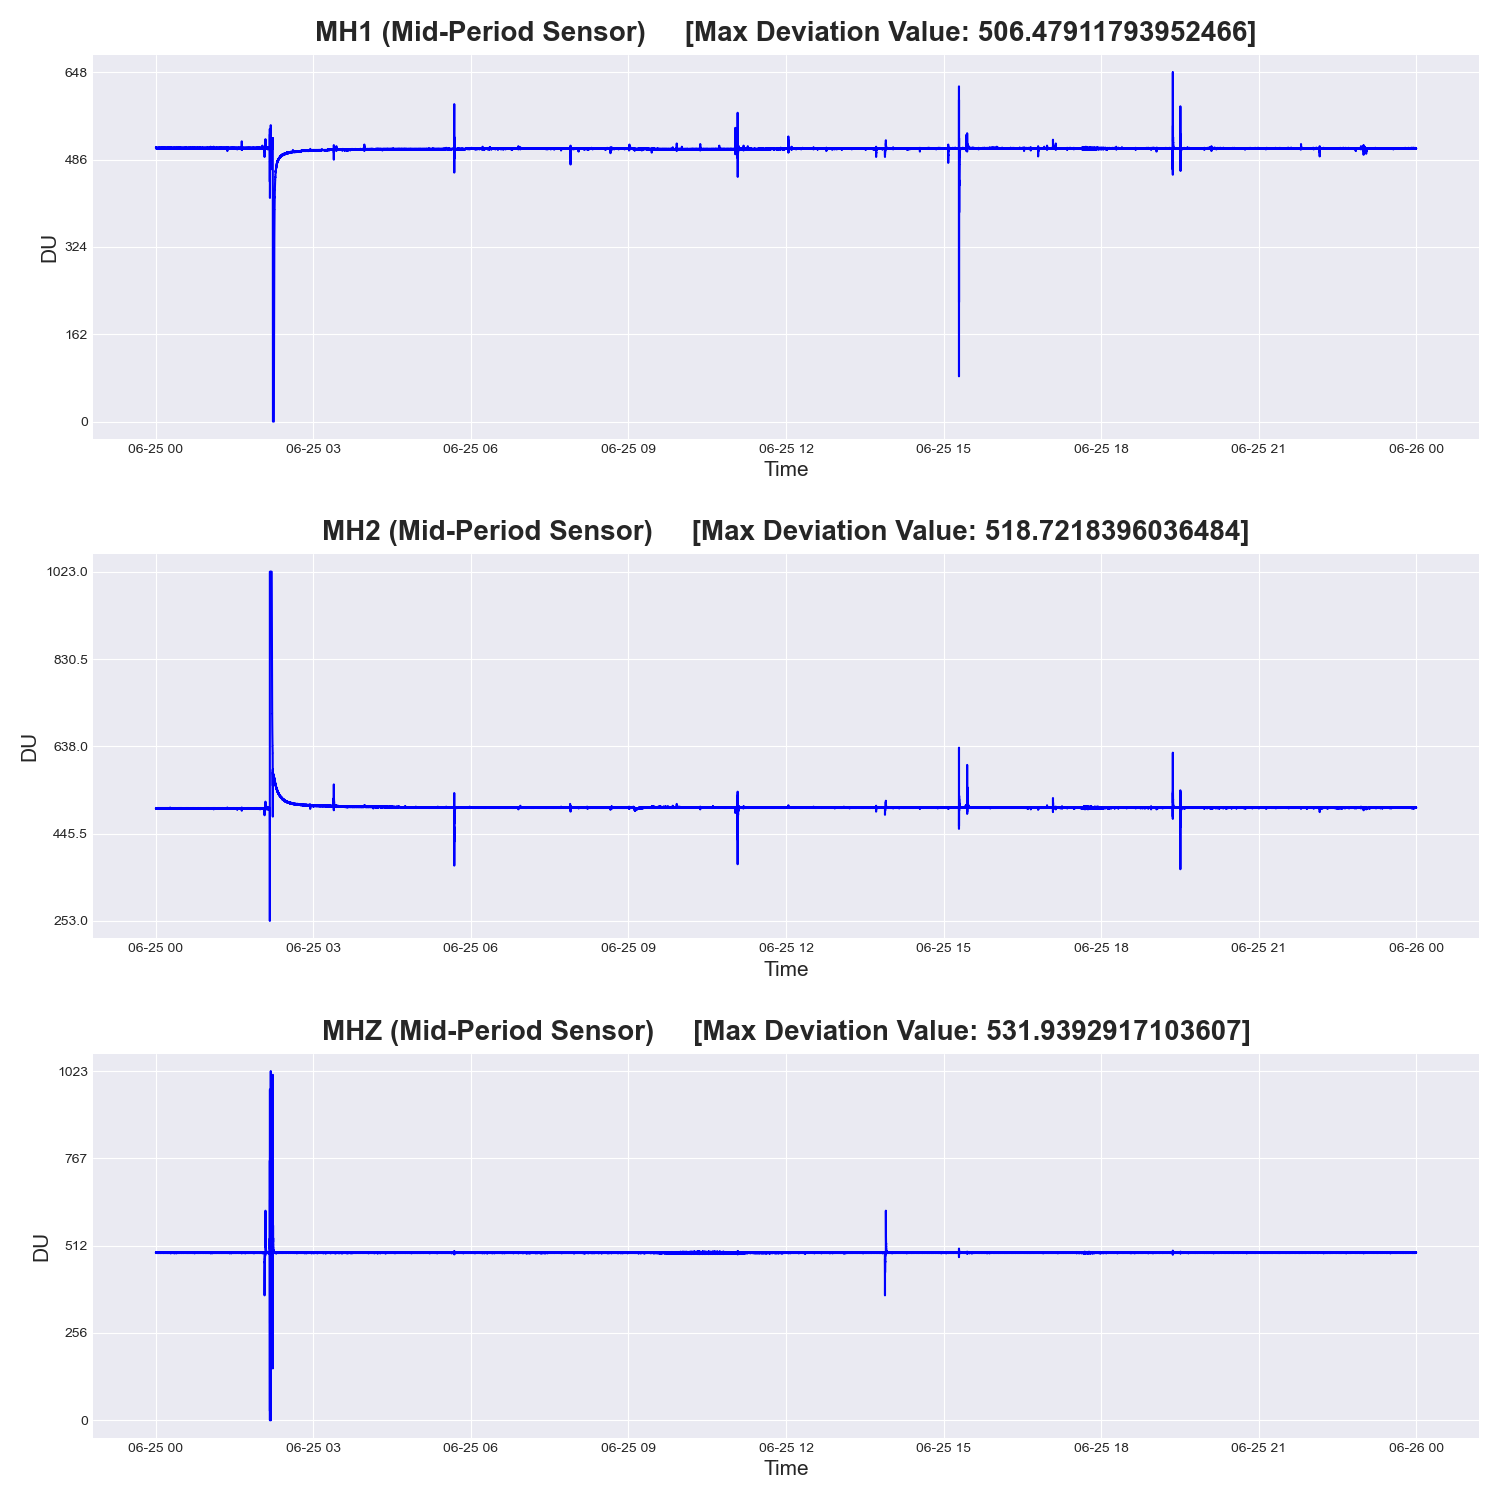 MH1 (Mid-Period Sensor) [Max Deviation Value: 506.47911793952466]
648
486
324
162
0
DU
06-25 00 06-25 03 06-25 06 06-25 09 06-25 12 06-25 15 06-25 18 06-25 21 06-26 00
Time
MH2 (Mid-Period Sensor) [Max Deviation Value: 518.7218396036484]
1023.0
830.5
638.0
445.5
253.0
DU
06-25 00 06-25 03 06-25 06 06-25 09 06-25 12 06-25 15 06-25 18 06-25 21 06-26 00
Time
MHZ (Mid-Period Sensor) [Max Deviation Value: 531.9392917103607]
1023
767
512
256
0
DU
06-25 00 06-25 03 06-25 06 06-25 09 06-25 12 06-25 15 06-25 18 06-25 21 06-26 00
Time